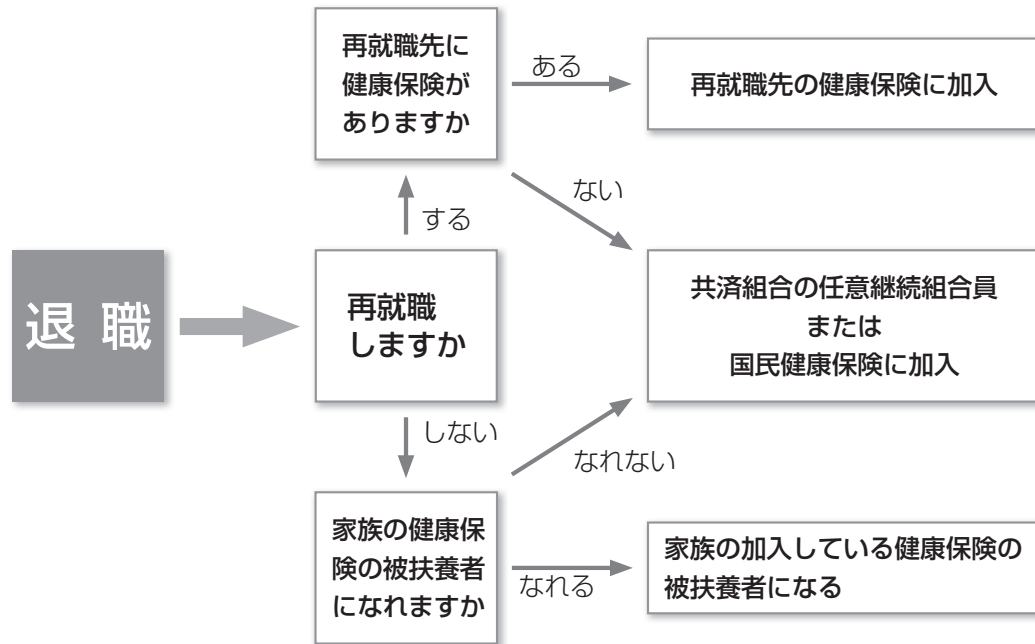 再就職先に
健康保険が
ありますか
ある
再就職先の健康保険に加入
ない
する
退職
再就職
しますか
共済組合の任意継続組合員
または
国民健康保険に加入
しない
なれない
家族の健康保
険の被扶養者
になれますか
なれる
家族の加入している健康保険の
被扶養者になる